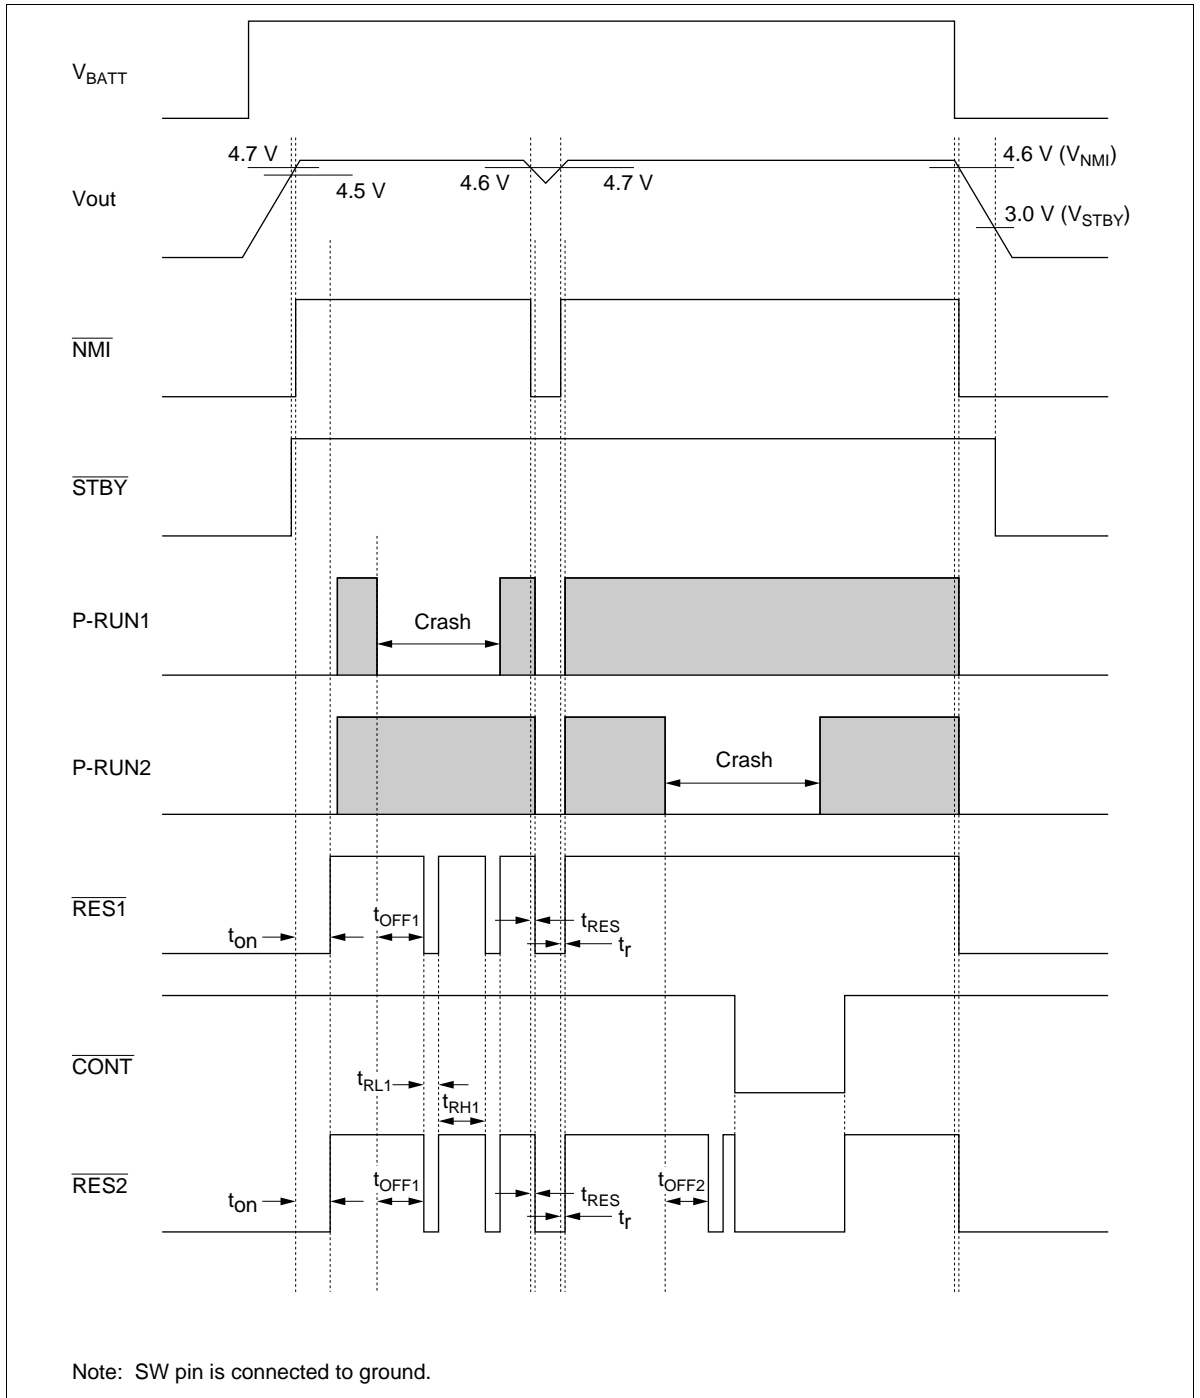 VBATT
4.7 V
4.5 V
4.6 V
4.7 V
4.6 V (VNMI)
Vout
3.0 V (VSTBY)
NMI
STBY
P-RUN1
Crash
P-RUN2
Crash
RES1
ton
tOFF1
tRES
tr
CONT
tRL1
tRH1
RES2
ton
tOFF1
tRES
tr
tOFF2
Note: SW pin is connected to ground.